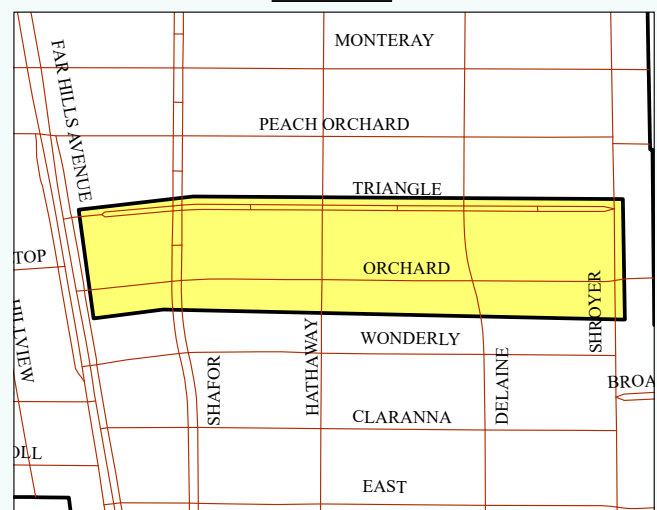 MONTERAY
FAR HILLS AVENUE
PEACH ORCHARD
TRIANGLE
TOP
ORCHARD
SHROYER
HILLVIEW
HATHAWAY
WONDERLY
SHAFOR
DELAINE
BROA
CLARANNA
OLL
EAST